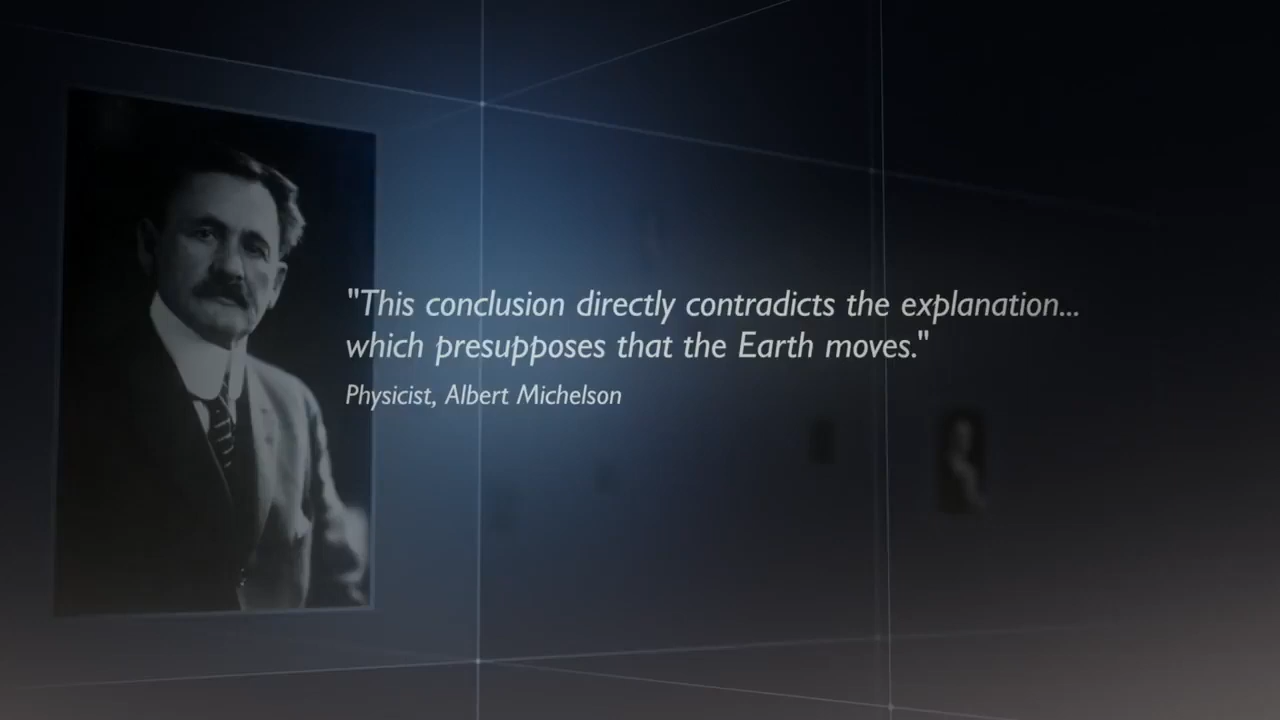 "This conclusion directly contradicts the explanation...
which presupposes that the Earth moves."
Physicist, Albert Michelson